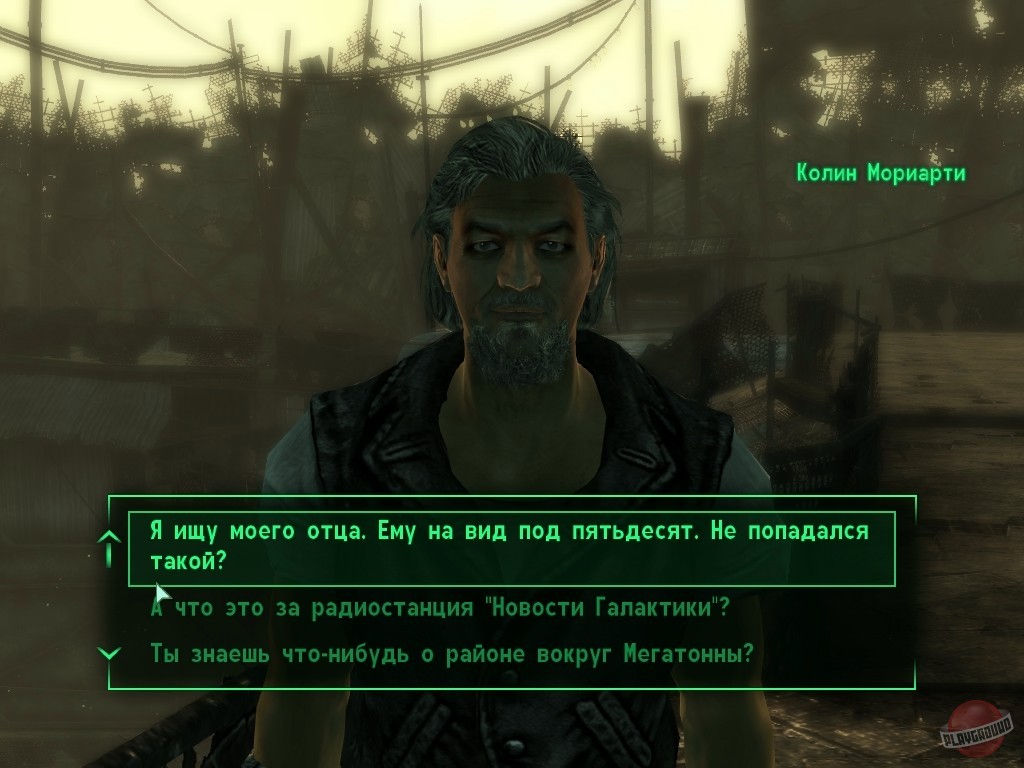 Колин Мориарти
Я ищу моего отца. Ему на вид под пятьдесят. Не попадался
такой?
А что это за радиостанция "Новости Галактики"?
Ты знаешь что-нибудь о районе вокруг Мегатонны?
PLAYGROUND